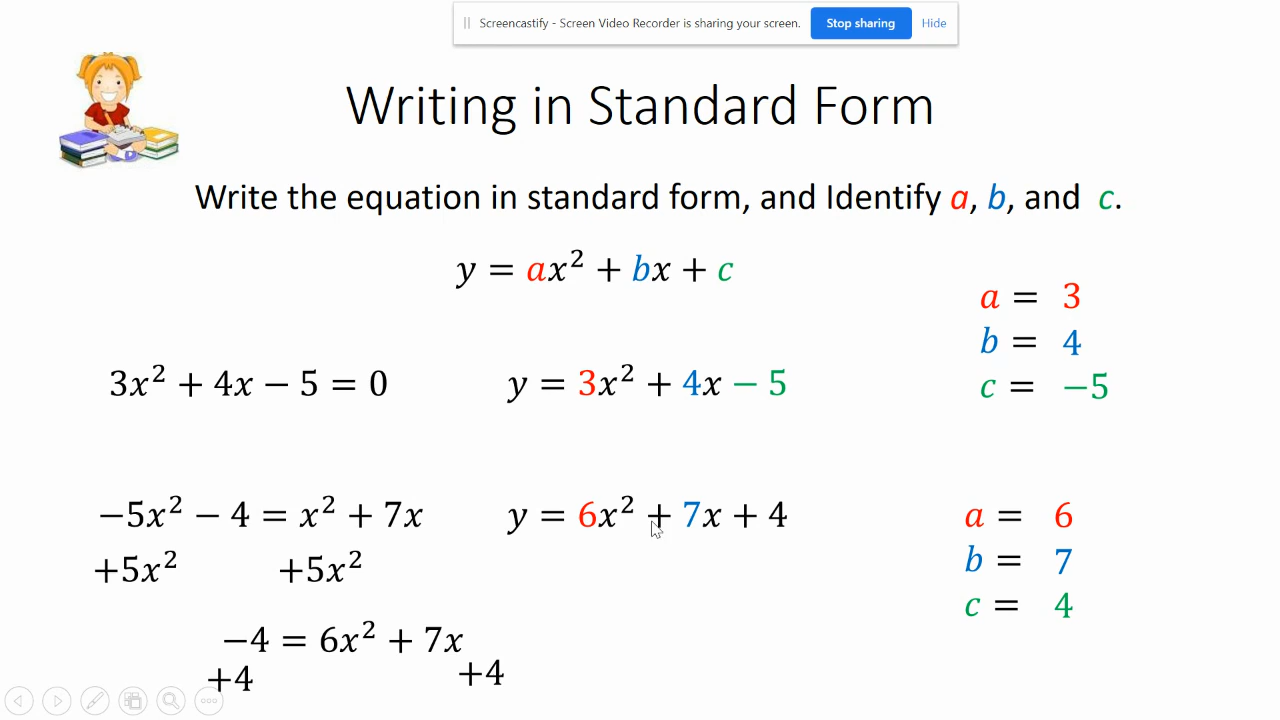 Screencastify - Screen Video Recorder is sharing your screen. Stop sharing Hide
Writing in Standard Form
Write the equation in standard form, and Identify a, b, and c.
y = ax² + bx + c
a = 3
b = 4
3x² + 4x − 5 = 0 y = 3x² + 4x − 5
c = −5
−5x² − 4 = x² + 7x y = 6x² + 7x + 4 a = 6
+5x² +5x² b = 7
c = 4
−4 = 6x² + 7x
+4 +4